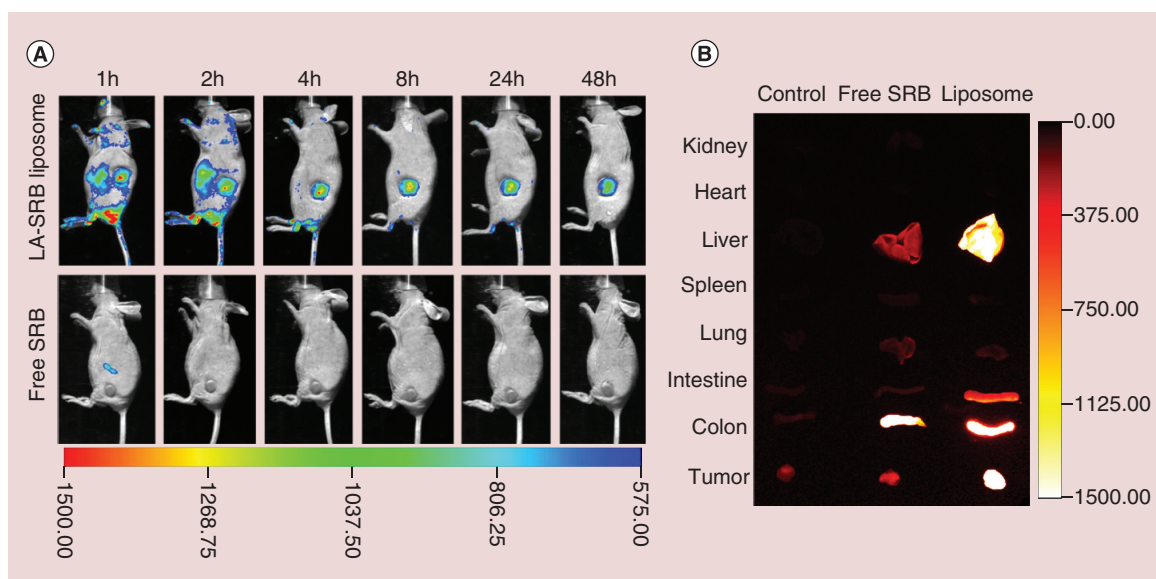 A
1h 2h 4h 8h 24h 48h
LA-SRB liposome
Free SRB
1500.00 1268.75 1037.50 806.25 575.00
B
Control Free SRB Liposome
Kidney
Heart
Liver
Spleen
Lung
Intestine
Colon
Tumor
0.00
375.00
750.00
1125.00
1500.00